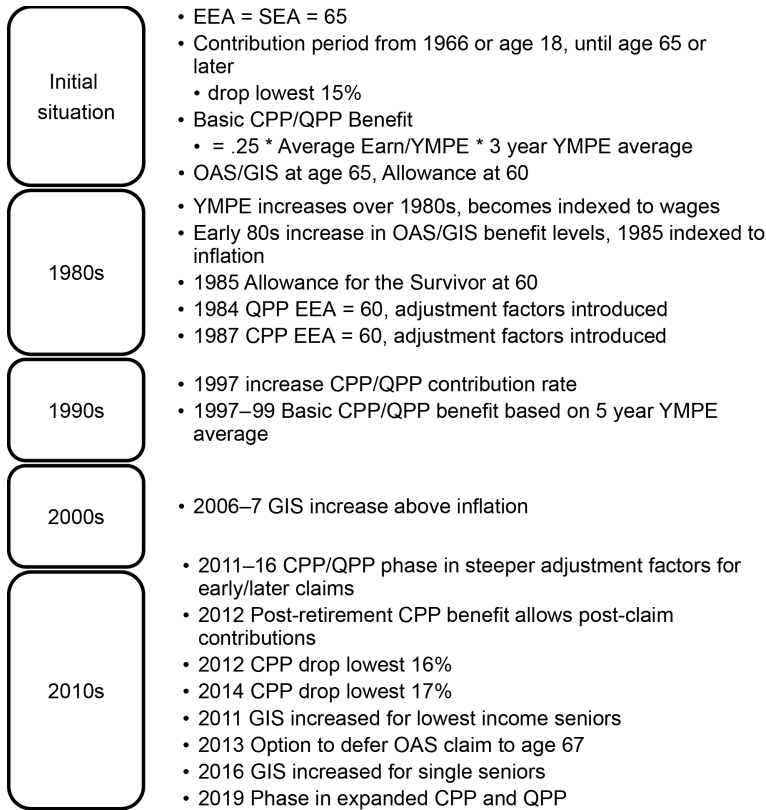 Initial
situation
• EEA = SEA = 65
• Contribution period from 1966 or age 18, until age 65 or
later
• drop lowest 15%
• Basic CPP/QPP Benefit
• = .25 * Average Earn/YMPE * 3 year YMPE average
• OAS/GIS at age 65, Allowance at 60
1980s
• YMPE increases over 1980s, becomes indexed to wages
• Early 80s increase in OAS/GIS benefit levels, 1985 indexed to
inflation
• 1985 Allowance for the Survivor at 60
• 1984 QPP EEA = 60, adjustment factors introduced
• 1987 CPP EEA = 60, adjustment factors introduced
1990s
• 1997 increase CPP/QPP contribution rate
• 1997–99 Basic CPP/QPP benefit based on 5 year YMPE
average
2000s
• 2006–7 GIS increase above inflation
2010s
• 2011–16 CPP/QPP phase in steeper adjustment factors for
early/later claims
• 2012 Post-retirement CPP benefit allows post-claim
contributions
• 2012 CPP drop lowest 16%
• 2014 CPP drop lowest 17%
• 2011 GIS increased for lowest income seniors
• 2013 Option to defer OAS claim to age 67
• 2016 GIS increased for single seniors
• 2019 Phase in expanded CPP and QPP